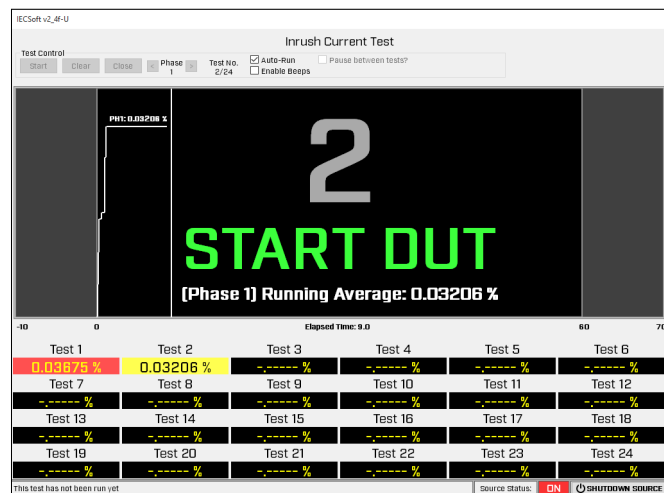 IECSoft v2_4f-U
Inrush Current Test
Test Control
Start Clear Close < Phase 1 > Test No. 2/24 Auto-Run Enable Beeps Pause between tests?
PH1: 0.03206 %
2
START DUT
(Phase 1) Running Average: 0.03206 %
-10 0 Elapsed Time: 9.0 60 70
Test 1 Test 2 Test 3 Test 4 Test 5 Test 6
0.03675 % 0.03206 % -.----- % -.----- % -.----- % -.----- %
Test 7 Test 8 Test 9 Test 10 Test 11 Test 12
-.----- % -.----- % -.----- % -.----- % -.----- % -.----- %
Test 13 Test 14 Test 15 Test 16 Test 17 Test 18
-.----- % -.----- % -.----- % -.----- % -.----- % -.----- %
Test 19 Test 20 Test 21 Test 22 Test 23 Test 24
-.----- % -.----- % -.----- % -.----- % -.----- % -.----- %
This test has not been run yet Source Status: ON SHUTDOWN SOURCE